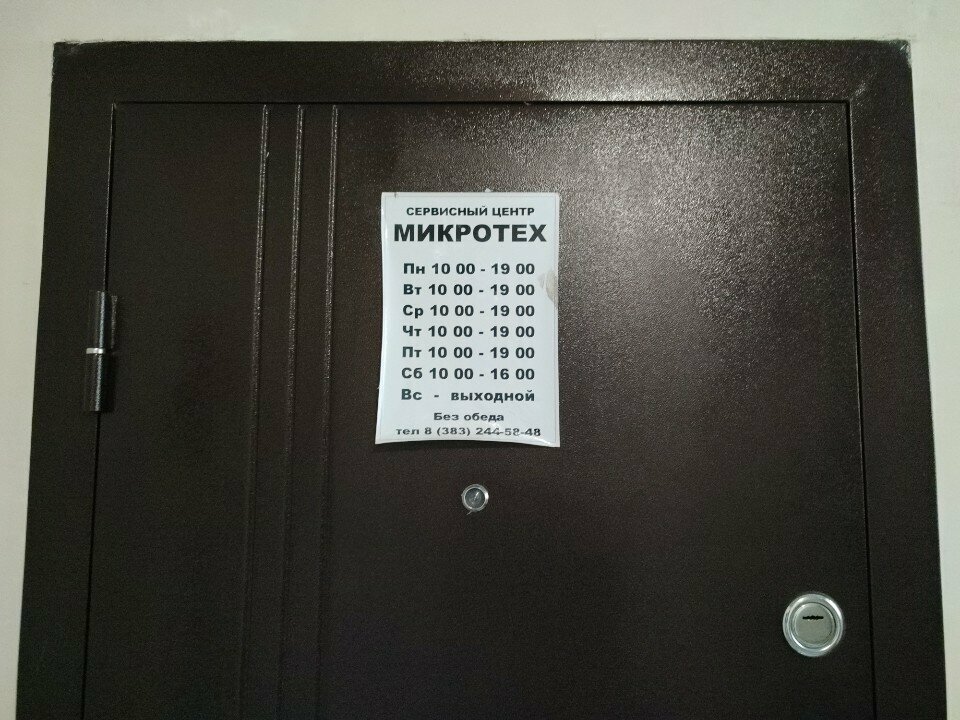 СЕРВИСНЫЙ ЦЕНТР
МИКРОТЕХ
Пн 10 00 - 19 00
Вт 10 00 - 19 00
Ср 10 00 - 19 00
Чт 10 00 - 19 00
Пт 10 00 - 19 00
Сб 10 00 - 16 00
Вс - выходной
Без обеда
тел 8 (383) 244-58-48